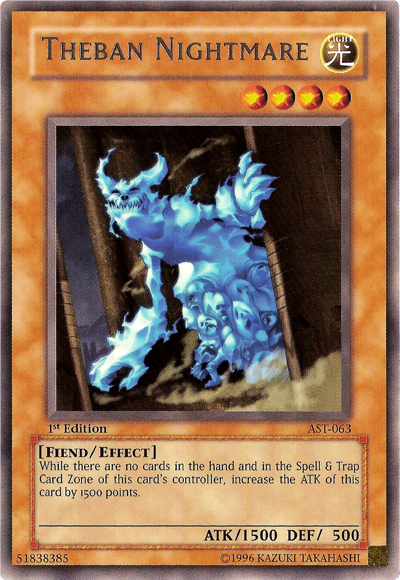 THEBAN NIGHTMARE
LIGHT
光
1st Edition
AST-063
[FIEND/EFFECT]
While there are no cards in the hand and in the Spell & Trap
Card Zone of this card's controller, increase the ATK of this
card by 1500 points.
ATK/1500 DEF/ 500
51838385
©1996 KAZUKI TAKAHASHI